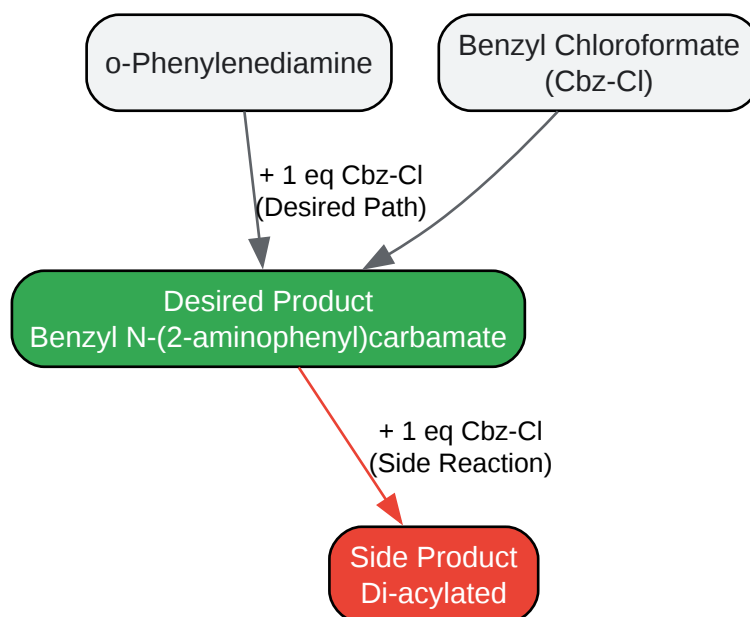 o-Phenylenediamine
Benzyl Chloroformate
(Cbz-Cl)
+ 1 eq Cbz-Cl
(Desired Path)
Desired Product
Benzyl N-(2-aminophenyl)carbamate
+ 1 eq Cbz-Cl
(Side Reaction)
Side Product
Di-acylated